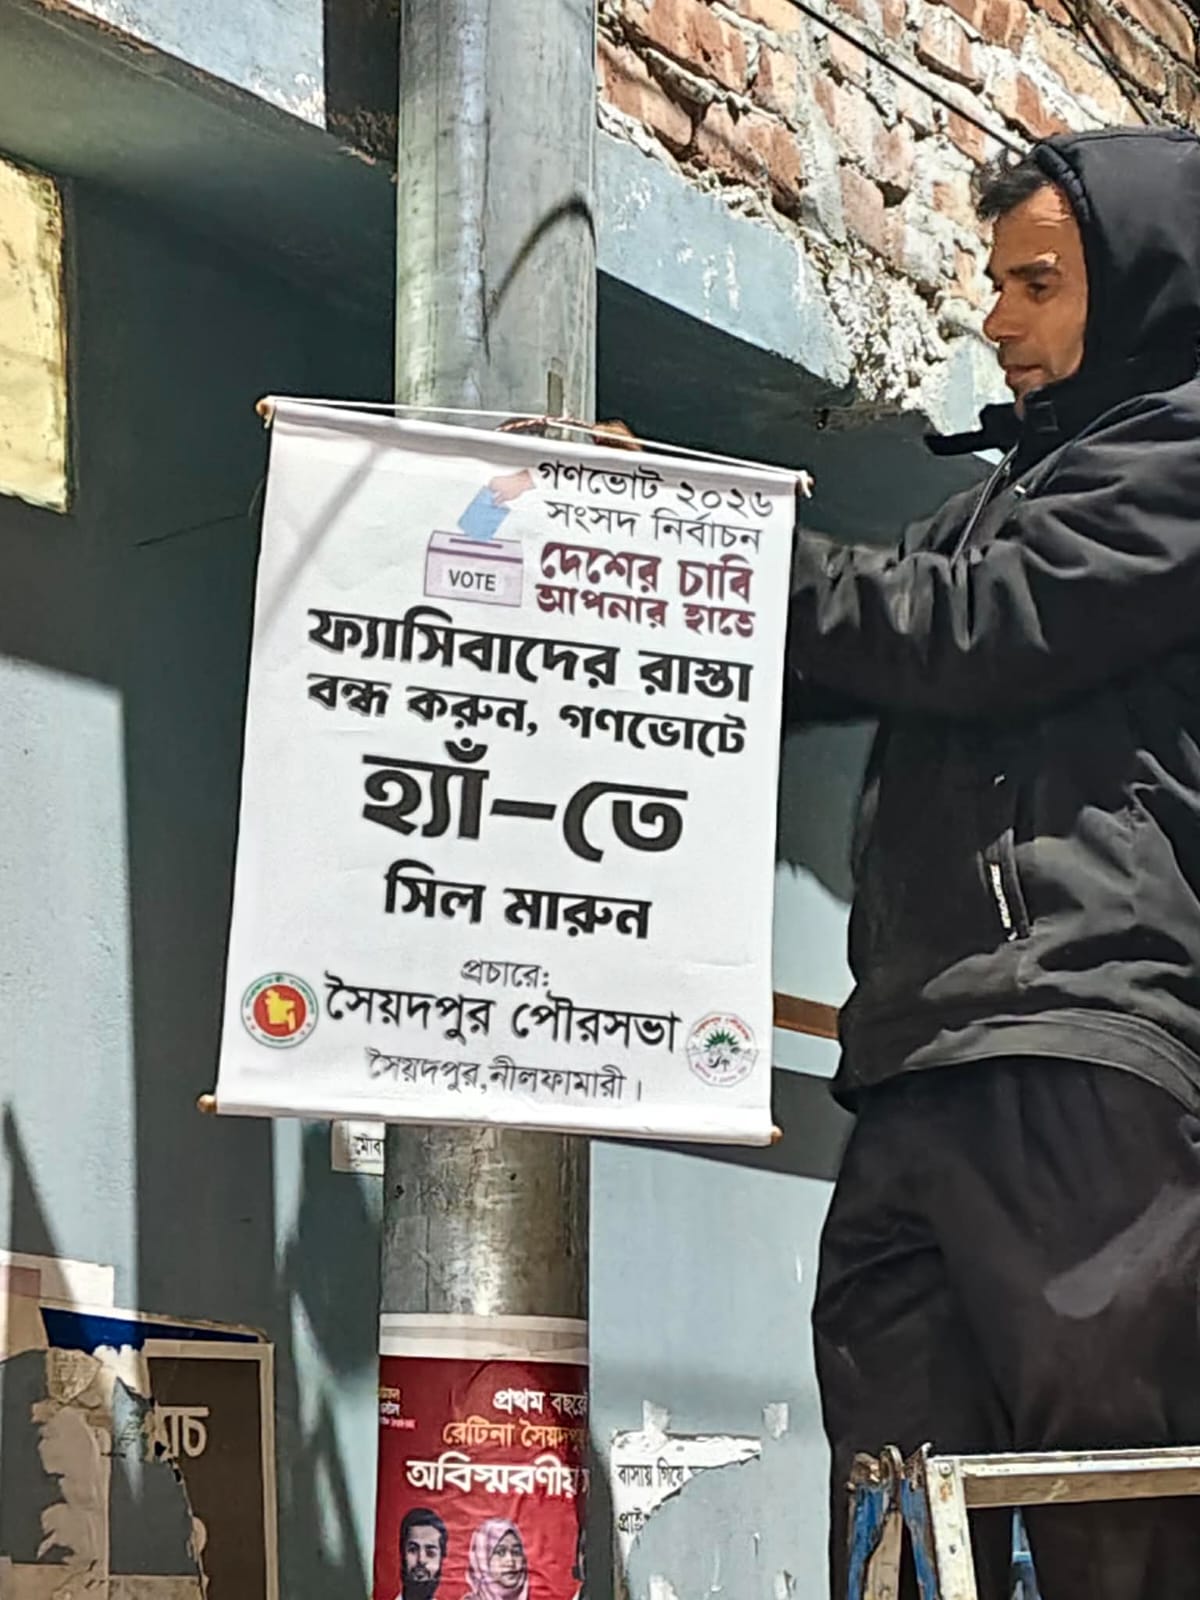 গণভোট ২০২৬
সংসদ নির্বাচন
দেশের চাবি
আপনার হাতে
VOTE
ফ্যাসিবাদের রাস্তা
বন্ধ করুন, গণভোটে
হ্যাঁ-তে
সিল মারুন
প্রচারে:
সৈয়দপুর পৌরসভা
সৈয়দপুর,নীলফামারী।
প্রথম বছরে
রেটিনা সৈয়দপুর
অবিস্মরণীয়
বাসায় গিয়ে